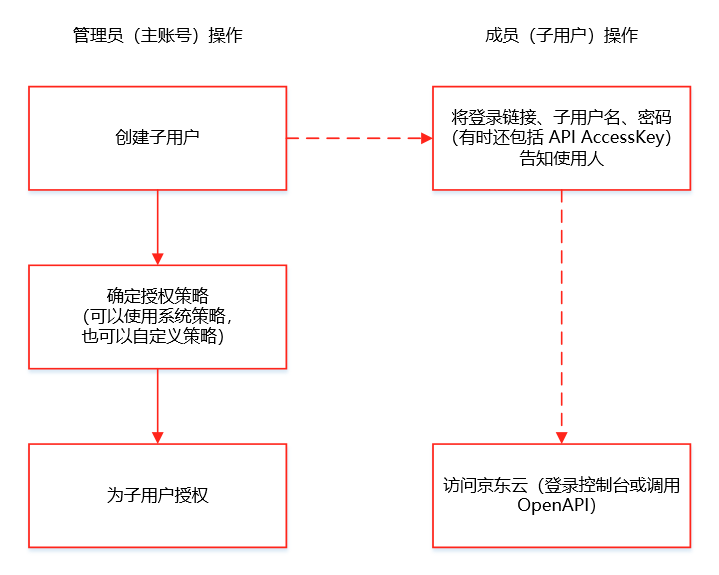 管理员（主账号）操作
成员（子用户）操作
创建子用户
将登录链接、子用户名、密码
（有时还包括 API AccessKey）
告知使用人
确定授权策略
（可以使用系统策略，
也可以自定义策略）
为子用户授权
访问京东云（登录控制台或调用
OpenAPI）